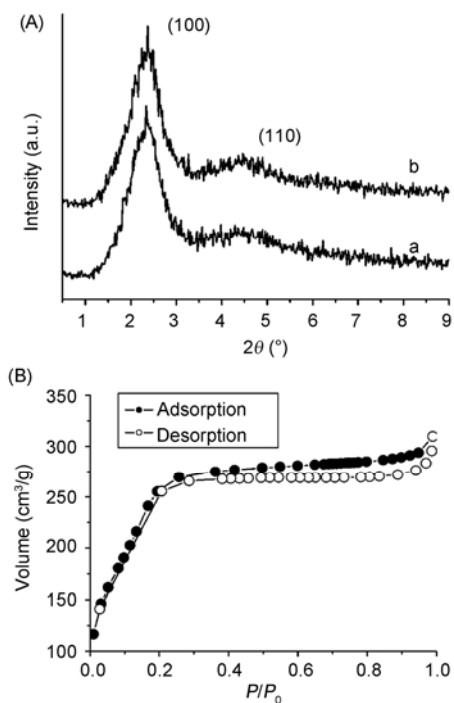 (A)
(100)
(110)
b
a
Intensity (a.u.)
1 2 3 4 5 6 7 8 9
2θ (°)
(B)
350
300
250
200
150
100
Adsorption
Desorption
Volume (cm³/g)
0.0 0.2 0.4 0.6 0.8 1.0
P/P₀